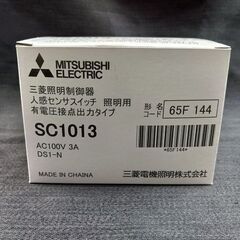 MITSUBISHI
ELECTRIC
三菱照明制御器
人感センサスイッチ 照明用
有電圧接点出力タイプ
形名コード 65F 144
SC1013
AC100V 3A
DS1-N
*65F144*
MADE IN CHAINA
三菱電機照明株式会社